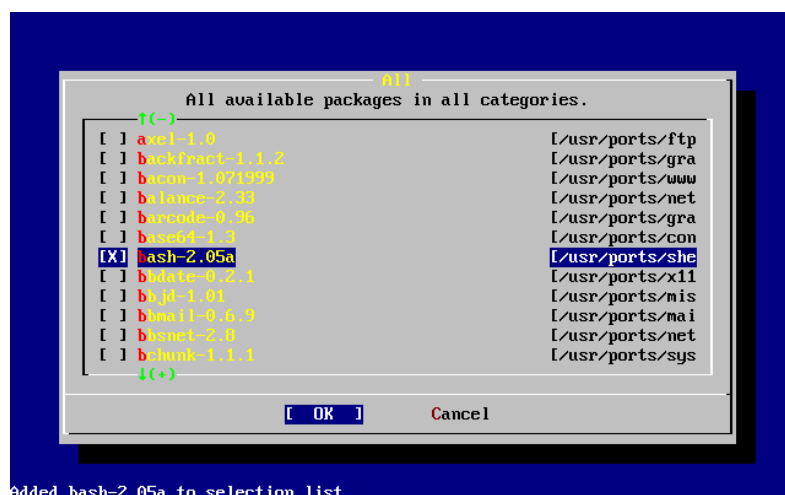 All
All available packages in all categories.
↑(-)
[ ] axel-1.0 [/usr/ports/ftp
[ ] backfract-1.1.2 [/usr/ports/gra
[ ] bacon-1.071999 [/usr/ports/www
[ ] balance-2.33 [/usr/ports/net
[ ] barcode-0.96 [/usr/ports/gra
[ ] base64-1.3 [/usr/ports/con
[X] bash-2.05a [/usr/ports/she
[ ] bbdate-0.2.1 [/usr/ports/x11
[ ] bbjd-1.01 [/usr/ports/mis
[ ] bbmail-0.6.9 [/usr/ports/mai
[ ] bbsnet-2.8 [/usr/ports/net
[ ] bchunk-1.1.1 [/usr/ports/sys
↓(+)
[ OK ] Cancel
Added bash-2.05a to selection list